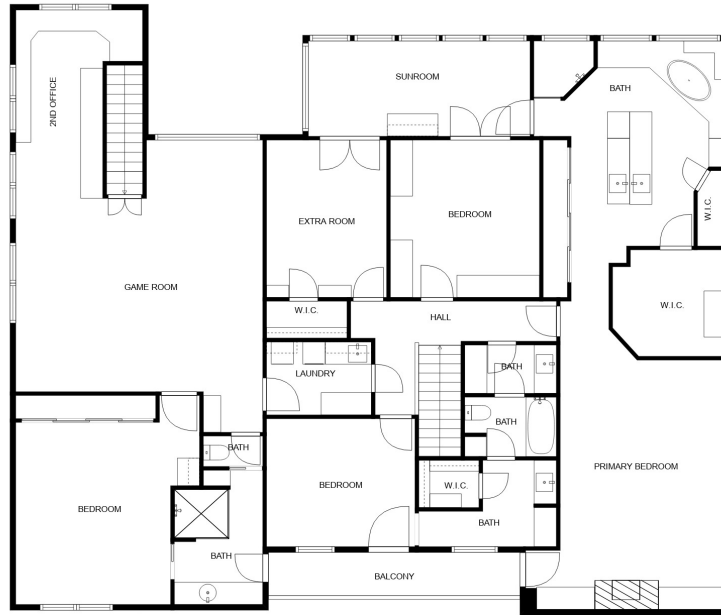 2ND OFFICE
SUNROOM
BATH
EXTRA ROOM
BEDROOM
W.I.C.
GAME ROOM
W.I.C.
W.I.C.
HALL
LAUNDRY
BATH
BATH
BATH
BEDROOM
W.I.C.
PRIMARY BEDROOM
BEDROOM
BATH
BATH
BALCONY